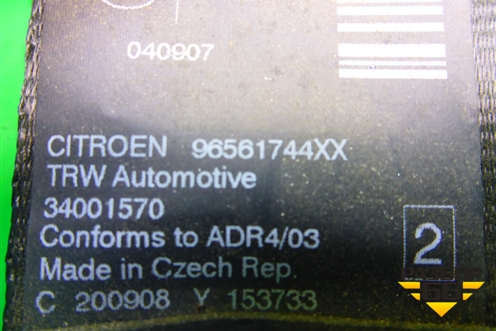 040907
CITROEN 96561744XX
TRW Automotive
34001570
Conforms to ADR4/03
2
Made in Czech Rep.
C 200908 Y 153733